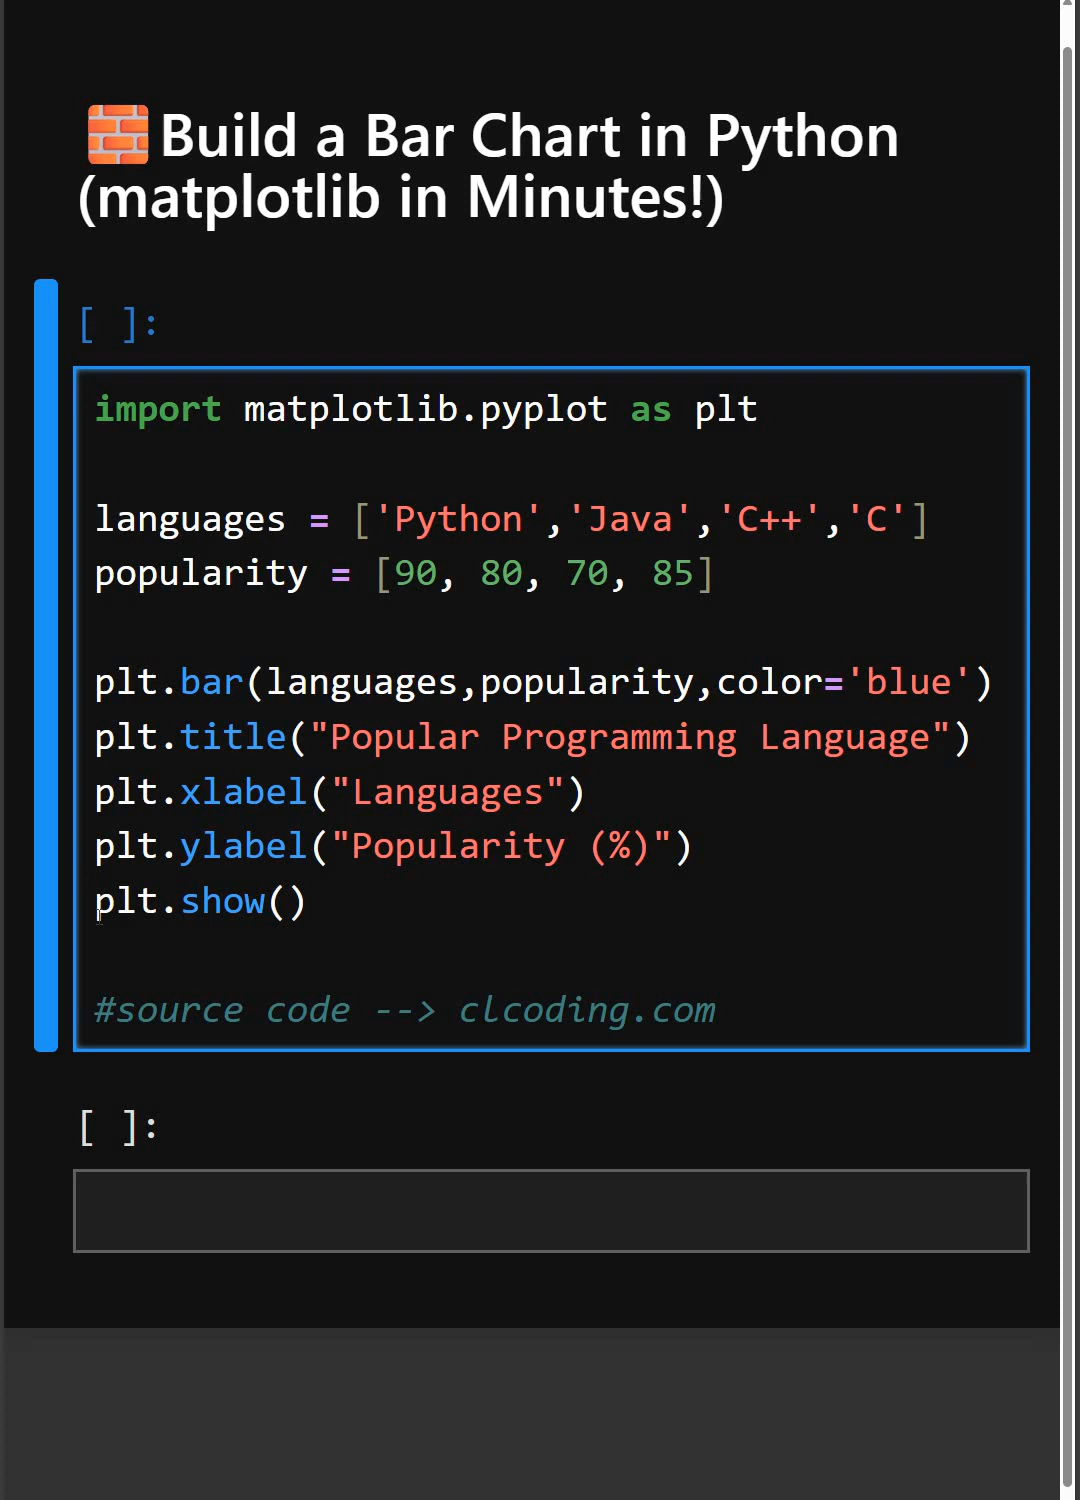 🧱Build a Bar Chart in Python
(matplotlib in Minutes!)
[ ]:
import matplotlib.pyplot as plt
languages = ['Python','Java','C++','C']
popularity = [90, 80, 70, 85]
plt.bar(languages,popularity,color='blue')
plt.title("Popular Programming Language")
plt.xlabel("Languages")
plt.ylabel("Popularity (%)")
plt.show()
#source code --> clcoding.com
[ ]: